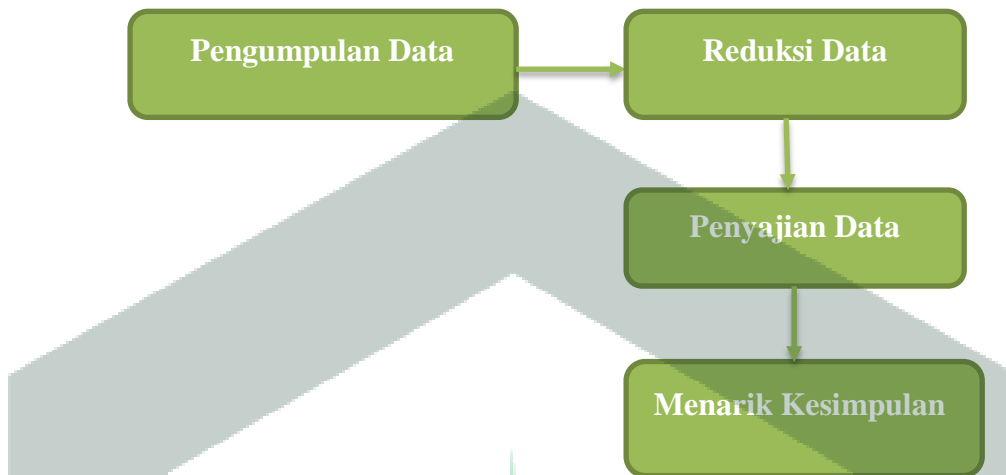 Pengumpulan Data
Reduksi Data
Penyajian Data
Menarik Kesimpulan